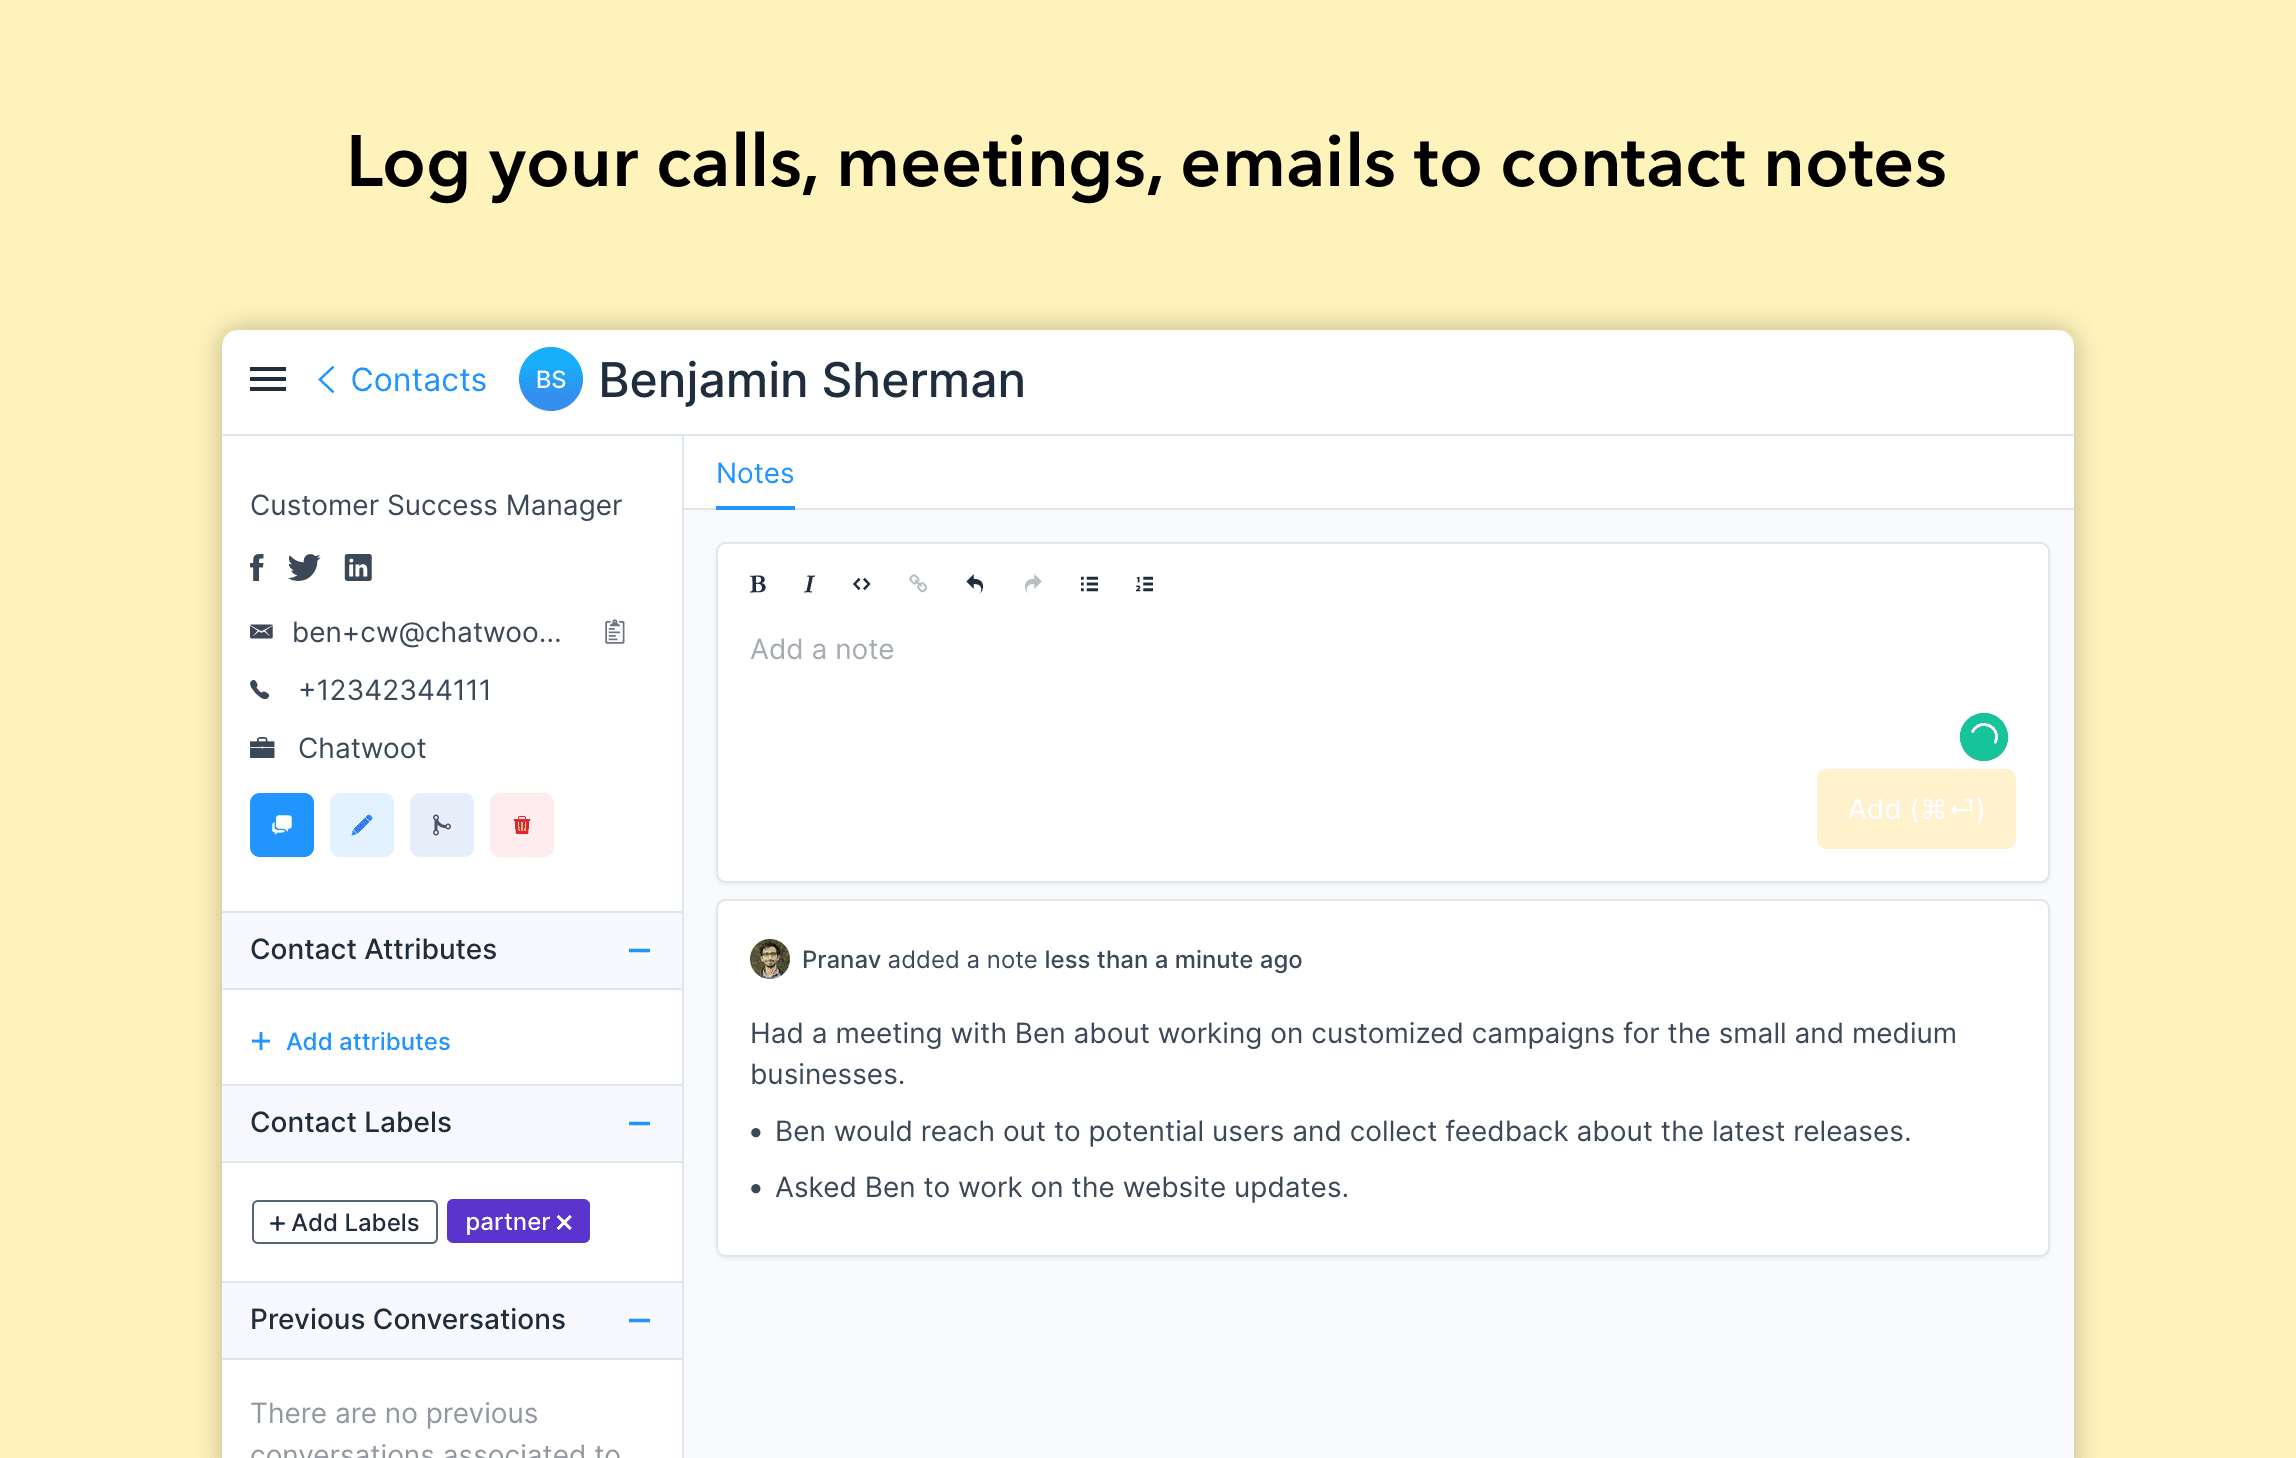 Log your calls, meetings, emails to contact notes
Contacts
BS
Benjamin Sherman
Customer Success Manager
ben+cw@chatwoo...
+12342344111
Chatwoot
Contact Attributes
+ Add attributes
Contact Labels
+ Add Labels
partner ×
Previous Conversations
There are no previous
conversations associated to
Notes
B I
Add a note
Add (⌘⏎)
Pranav added a note less than a minute ago
Had a meeting with Ben about working on customized campaigns for the small and medium
businesses.
• Ben would reach out to potential users and collect feedback about the latest releases.
• Asked Ben to work on the website updates.